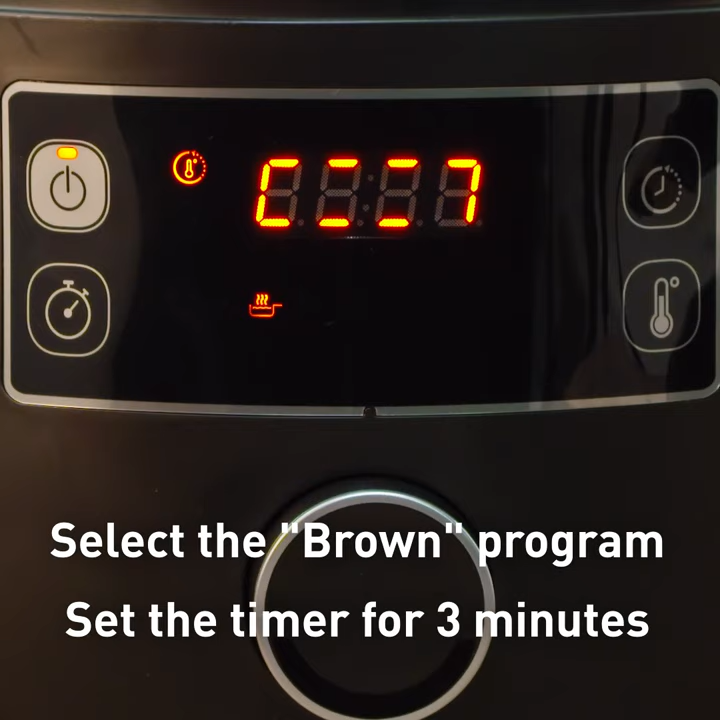 Select the "Brown" program
Set the timer for 3 minutes